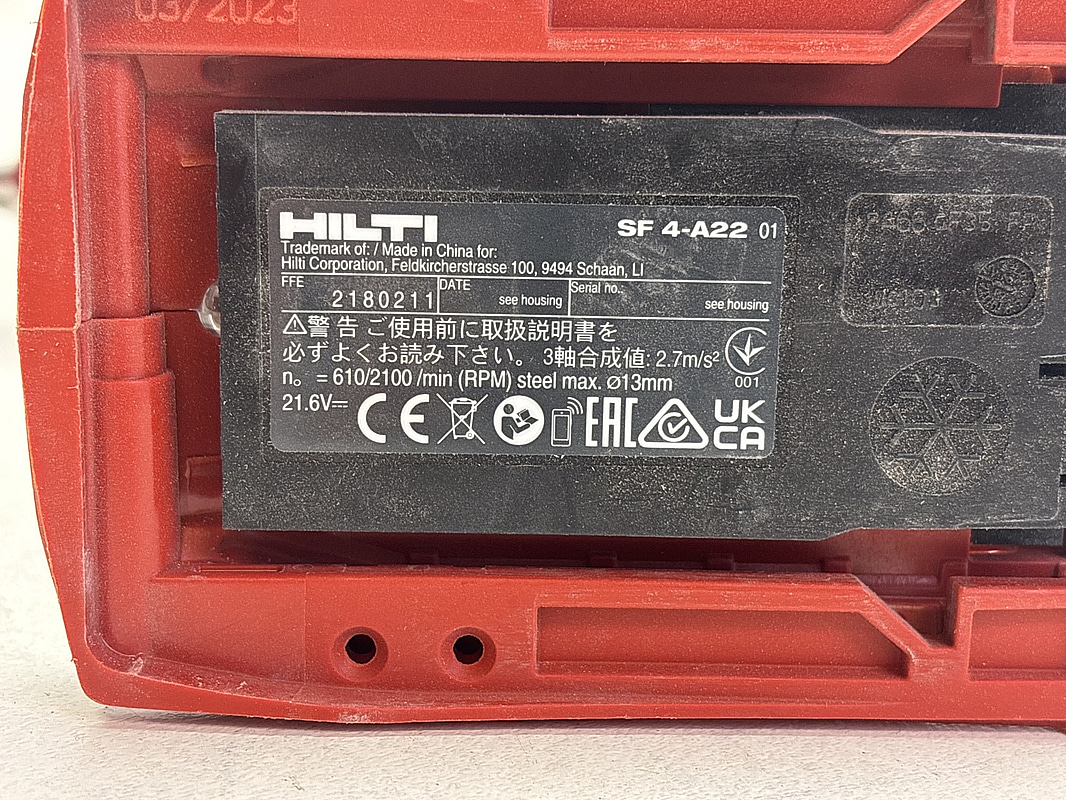 03/2023
HILTI
SF 4-A22 01
Trademark of: / Made in China for:
Hilti Corporation, Feldkircherstrasse 100, 9494 Schaan, LI
FFE
2180211
DATE
see housing
Serial no.:
see housing
警告 ご使用前に取扱説明書を
必ずよくお読み下さい。 3軸合成値: 2.7m/s²
001
n₀ = 610/2100 /min (RPM) steel max. ⌀13mm
21.6V⎓
CE
EAC
UK
CA